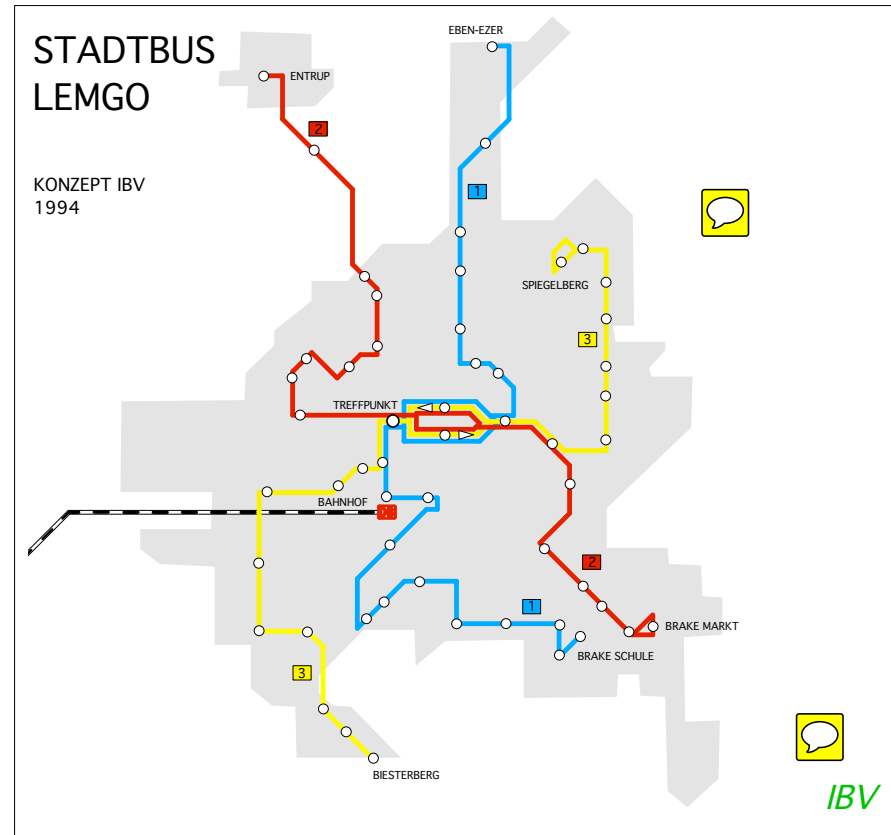 STADTBUS
LEMGO
KONZEPT IBV
1994
EBEN-EZER
ENTRUP
2
1
SPIEGELBERG
3
TREFFPUNKT
BAHNHOF
DB
2
1
BRAKE MARKT
BRAKE SCHULE
3
BIESTERBERG
IBV